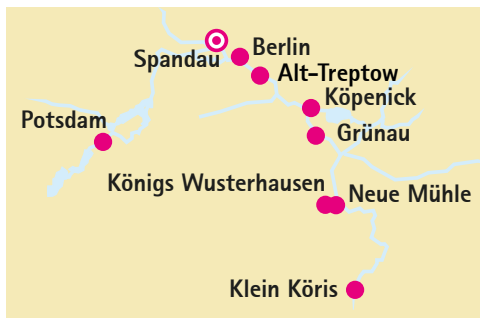 Berlin
Spandau
Alt-Treptow
Köpenick
Potsdam
Grünau
Königs Wusterhausen
Neue Mühle
Klein Köris